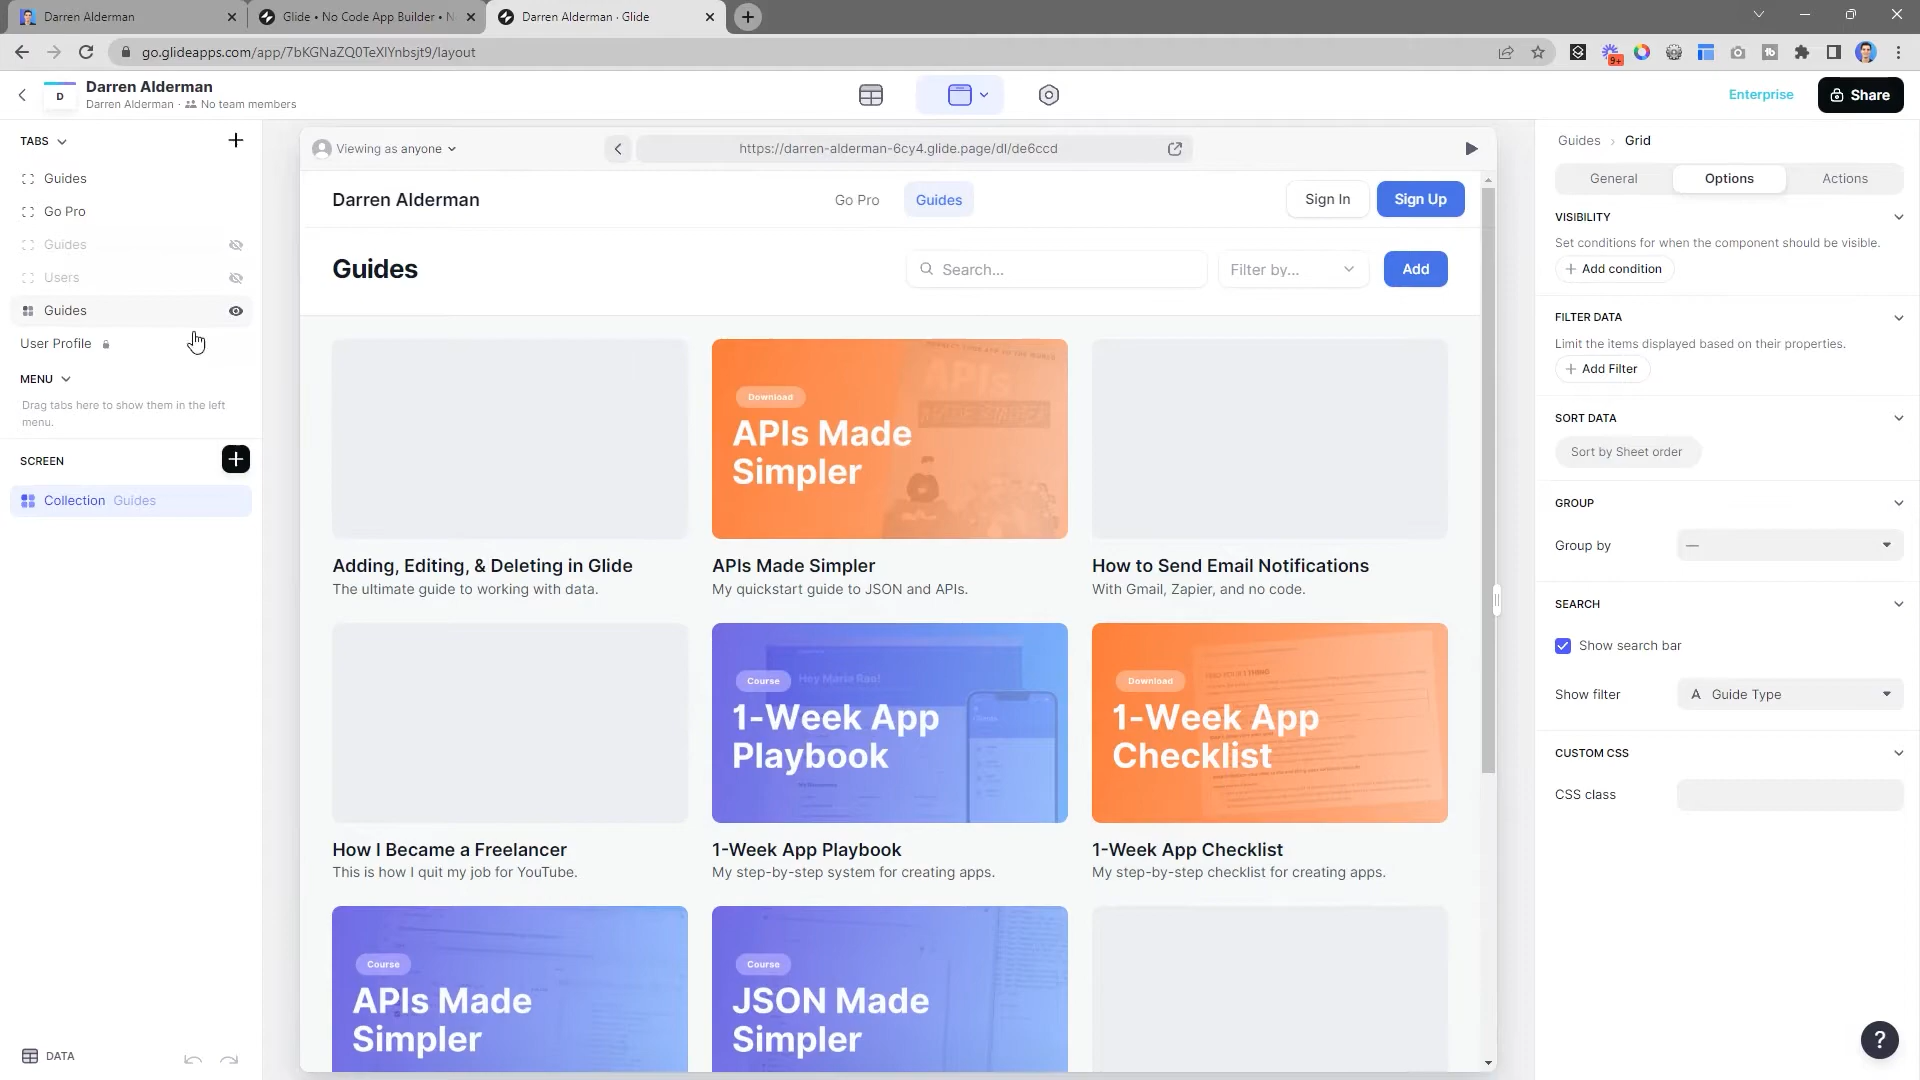 Darren Alderman
Glide • No Code App Builder • N
Darren Alderman · Glide
go.glideapps.com/app/7bKGNaZQ0TeXlYnbsjt9/layout
9+
D
Darren Alderman
Darren Alderman · No team members
Enterprise
Share
TABS
Guides
Go Pro
Guides
Users
Guides
User Profile
MENU
Drag tabs here to show them in the left
menu.
SCREEN
Collection Guides
DATA
Viewing as anyone
https://darren-alderman-6cy4.glide.page/dl/de6ccd
Darren Alderman
Go Pro
Guides
Sign In
Sign Up
Guides
Search...
Filter by...
Add
Download
APIs Made
Simpler
Adding, Editing, & Deleting in Glide
The ultimate guide to working with data.
APIs Made Simpler
My quickstart guide to JSON and APIs.
How to Send Email Notifications
With Gmail, Zapier, and no code.
Course
Hey Marie Rao!
1-Week App
Playbook
Download
1-Week App
Checklist
How I Became a Freelancer
This is how I quit my job for YouTube.
1-Week App Playbook
My step-by-step system for creating apps.
1-Week App Checklist
My step-by-step checklist for creating apps.
Course
APIs Made
Simpler
Course
JSON Made
Simpler
Guides › Grid
General
Options
Actions
VISIBILITY
Set conditions for when the component should be visible.
+ Add condition
FILTER DATA
Limit the items displayed based on their properties.
+ Add Filter
SORT DATA
Sort by Sheet order
GROUP
Group by
—
SEARCH
Show search bar
Show filter
A Guide Type
CUSTOM CSS
CSS class
?